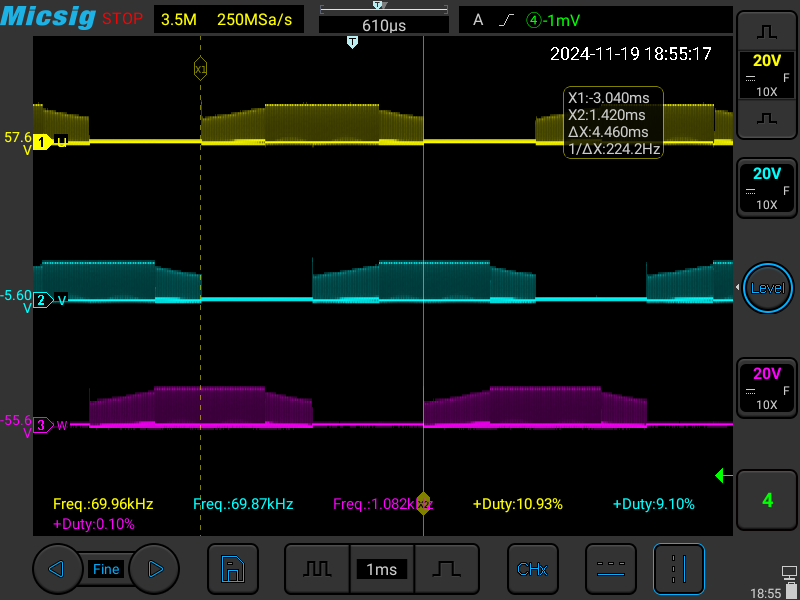 Micsig STOP 3.5M 250MSa/s 610µs A 4 -1mV
T
T
2024-11-19 18:55:17
X1
X1:-3.040ms
X2:1.420ms
ΔX:4.460ms
1/ΔX:224.2Hz
20V
F
10X
57.6
V
1 U
20V
F
10X
-5.60
V
2 V
Level
20V
F
10X
-55.6
V
3 W
4
Freq.:69.96kHz Freq.:69.87kHz Freq.:1.082kHz +Duty:10.93% +Duty:9.10%
+Duty:0.10%
Fine 1ms CHx
18:55